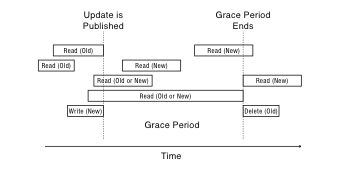 Update is
Published
Grace Period
Ends
Read (Old)
Read (New)
Read (Old)
Read (New)
Read (Old or New)
Read (New)
Read (Old or New)
Write (New)
Delete (Old)
Grace Period
Time